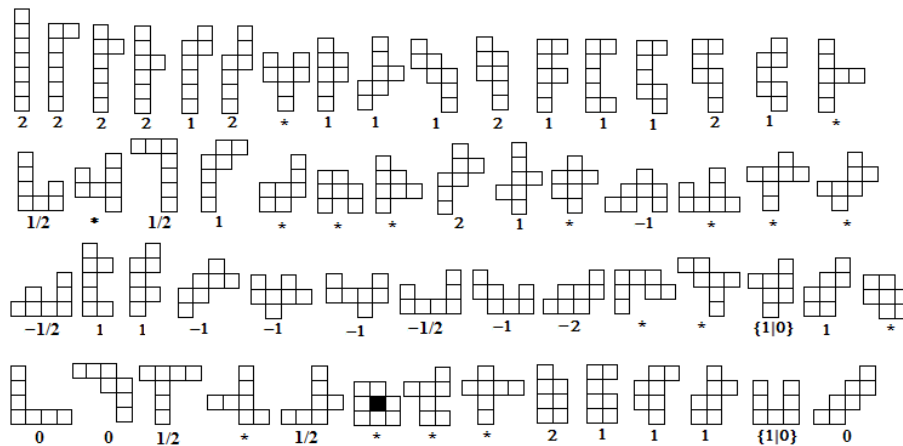 2 2 2 2 1 2 * 1 1 1 2 1 1 1 2 1 *
1/2 * 1/2 1 * * * 2 1 * −1 * * *
−1/2 1 1 −1 −1 −1 −1/2 −1 −2 * * {1|0} 1 *
0 0 1/2 * 1/2 * * * 2 1 1 1 {1|0} 0